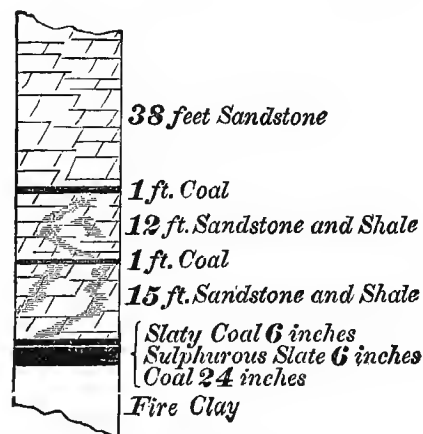 38 feet Sandstone
1 ft. Coal
12 ft. Sandstone and Shale
1 ft. Coal
15 ft. Sandstone and Shale
Slaty Coal 6 inches
Sulphurous Slate 6 inches
Coal 24 inches
Fire Clay